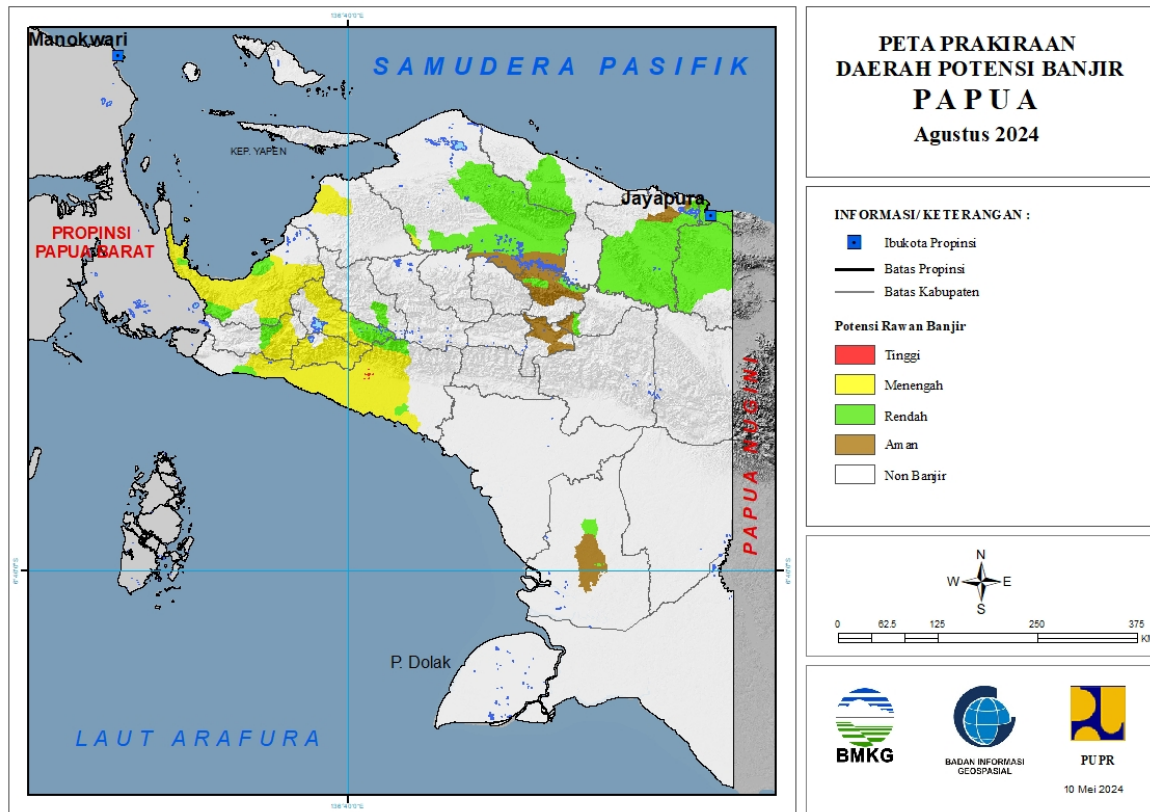 PETA PRAKIRAAN
DAERAH POTENSI BANJIR
PAPUA
Agustus 2024
INFORMASI/ KETERANGAN :
Ibukota Propinsi
Batas Propinsi
Batas Kabupaten
Potensi Rawan Banjir
Tinggi
Menengah
Rendah
Aman
Non Banjir
N
W E
S
0 62.5 125 250 375
KM
BMKG
BADAN INFORMASI
GEOSPASIAL
PUPR
10 Mei 2024
Manokwari
SAMUDERA PASIFIK
KEP. YAPEN
Jayapura
PROPINSI
PAPUA BARAT
PAPUA NUGINI
P. Dolak
LAUT ARAFURA